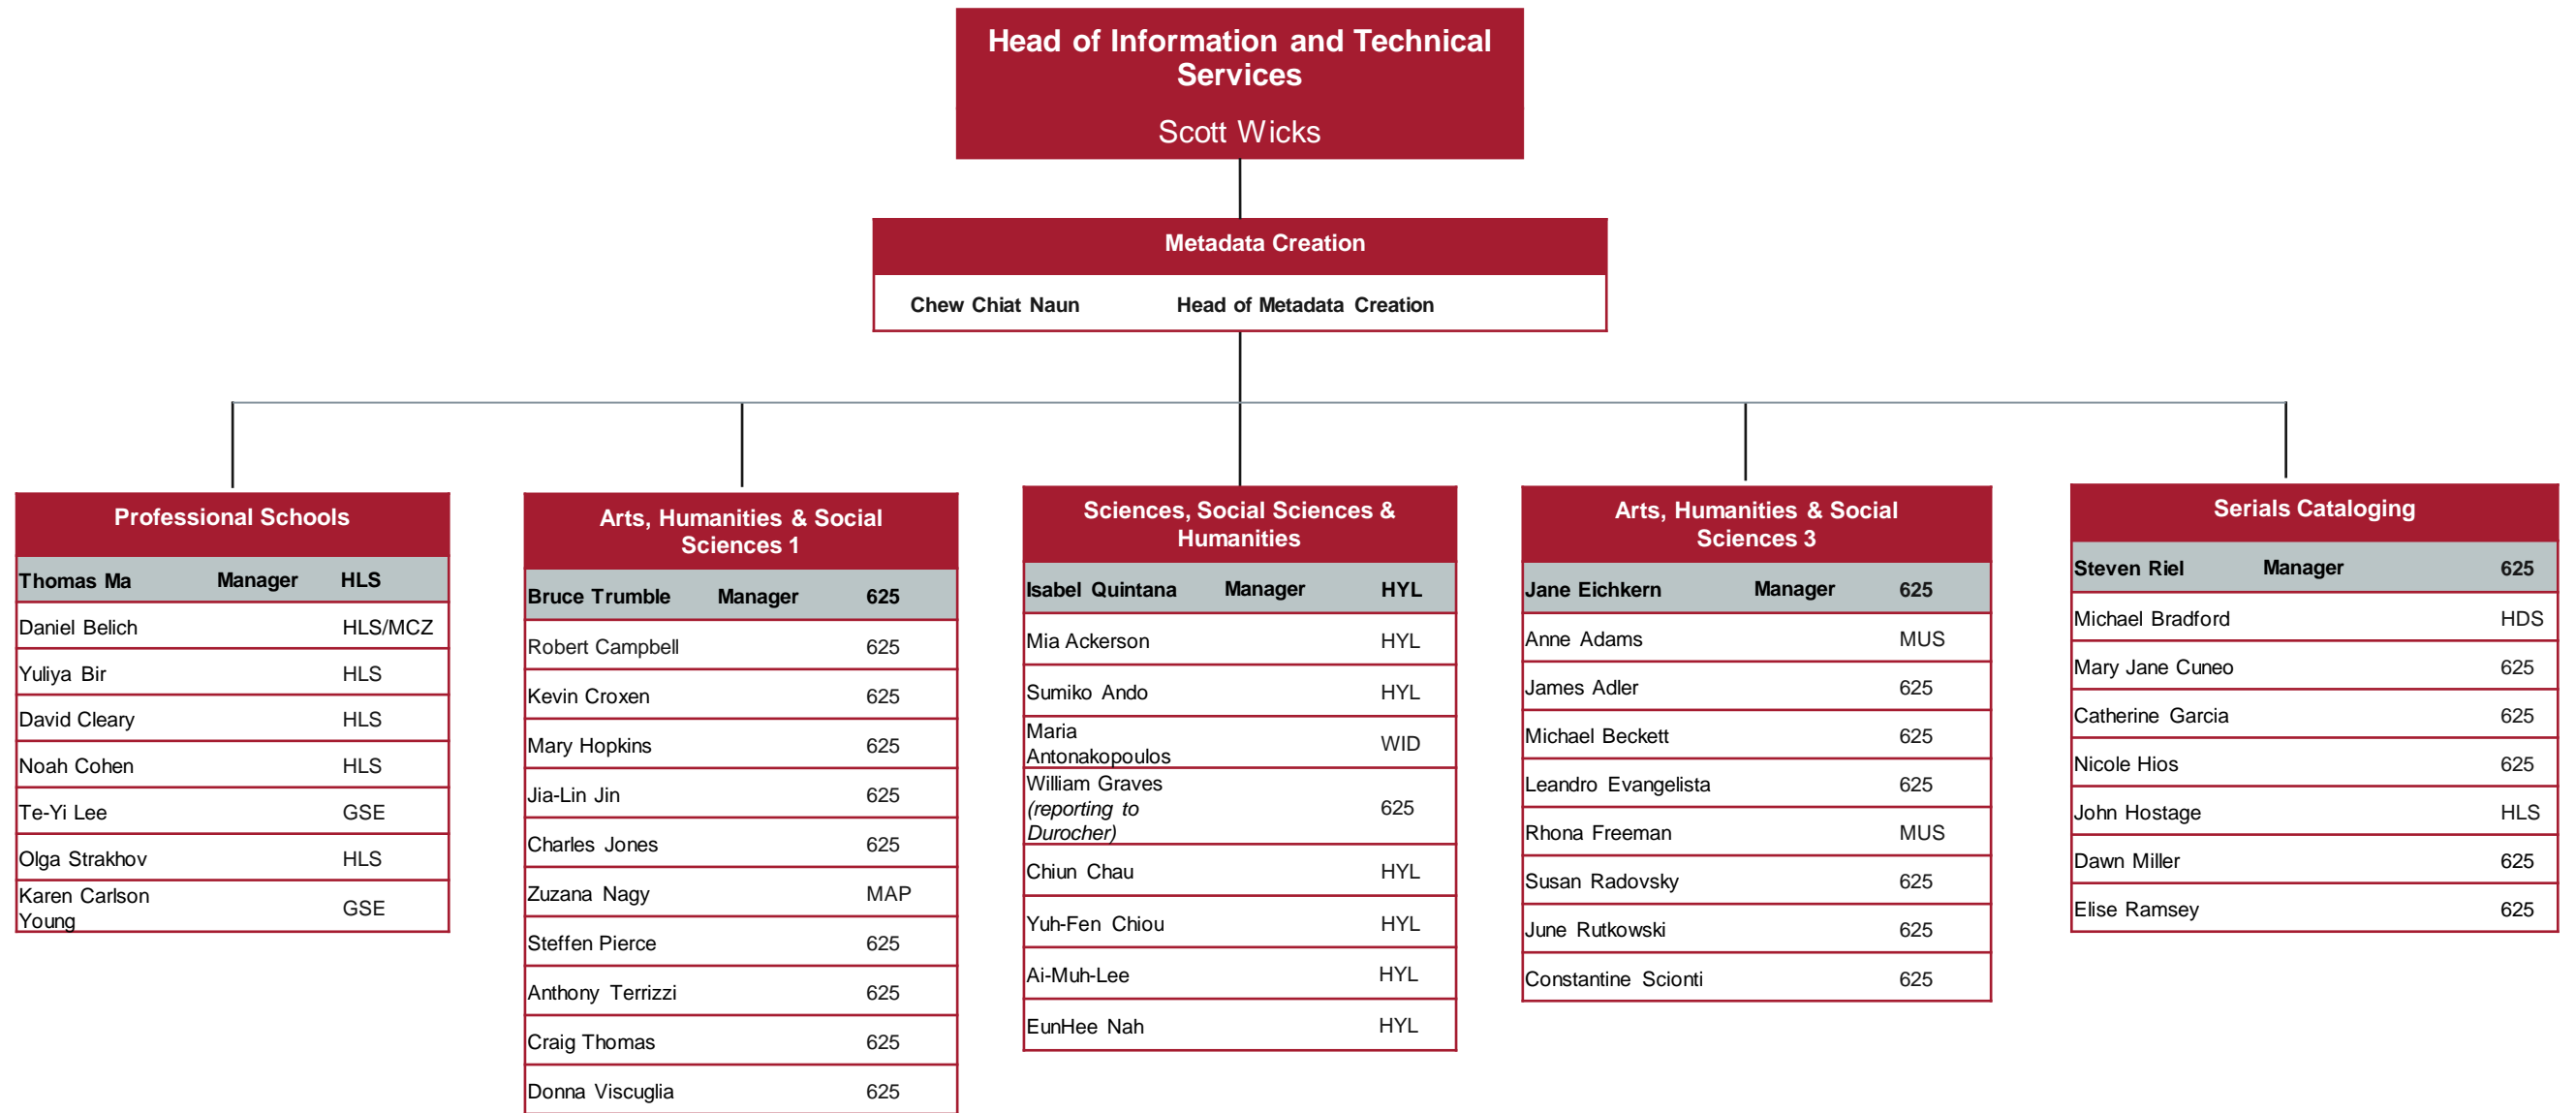 Head of Information and Technical
Services
Scott Wicks
Metadata Creation
Chew Chiat Naun Head of Metadata Creation
Professional Schools
Thomas Ma Manager HLS
Daniel Belich HLS/MCZ
Yuliya Bir HLS
David Cleary HLS
Noah Cohen HLS
Te-Yi Lee GSE
Olga Strakhov HLS
Karen Carlson
Young GSE
Arts, Humanities & Social
Sciences 1
Bruce Trumble Manager 625
Robert Campbell 625
Kevin Croxen 625
Mary Hopkins 625
Jia-Lin Jin 625
Charles Jones 625
Zuzana Nagy MAP
Steffen Pierce 625
Anthony Terrizzi 625
Craig Thomas 625
Donna Viscuglia 625
Sciences, Social Sciences &
Humanities
Isabel Quintana Manager HYL
Mia Ackerson HYL
Sumiko Ando HYL
Maria
Antonakopoulos WID
William Graves
(reporting to 625
Durocher)
Chiun Chau HYL
Yuh-Fen Chiou HYL
Ai-Muh-Lee HYL
EunHee Nah HYL
Arts, Humanities & Social
Sciences 3
Jane Eichkern Manager 625
Anne Adams MUS
James Adler 625
Michael Beckett 625
Leandro Evangelista 625
Rhona Freeman MUS
Susan Radovsky 625
June Rutkowski 625
Constantine Scionti 625
Serials Cataloging
Steven Riel Manager 625
Michael Bradford HDS
Mary Jane Cuneo 625
Catherine Garcia 625
Nicole Hios 625
John Hostage HLS
Dawn Miller 625
Elise Ramsey 625